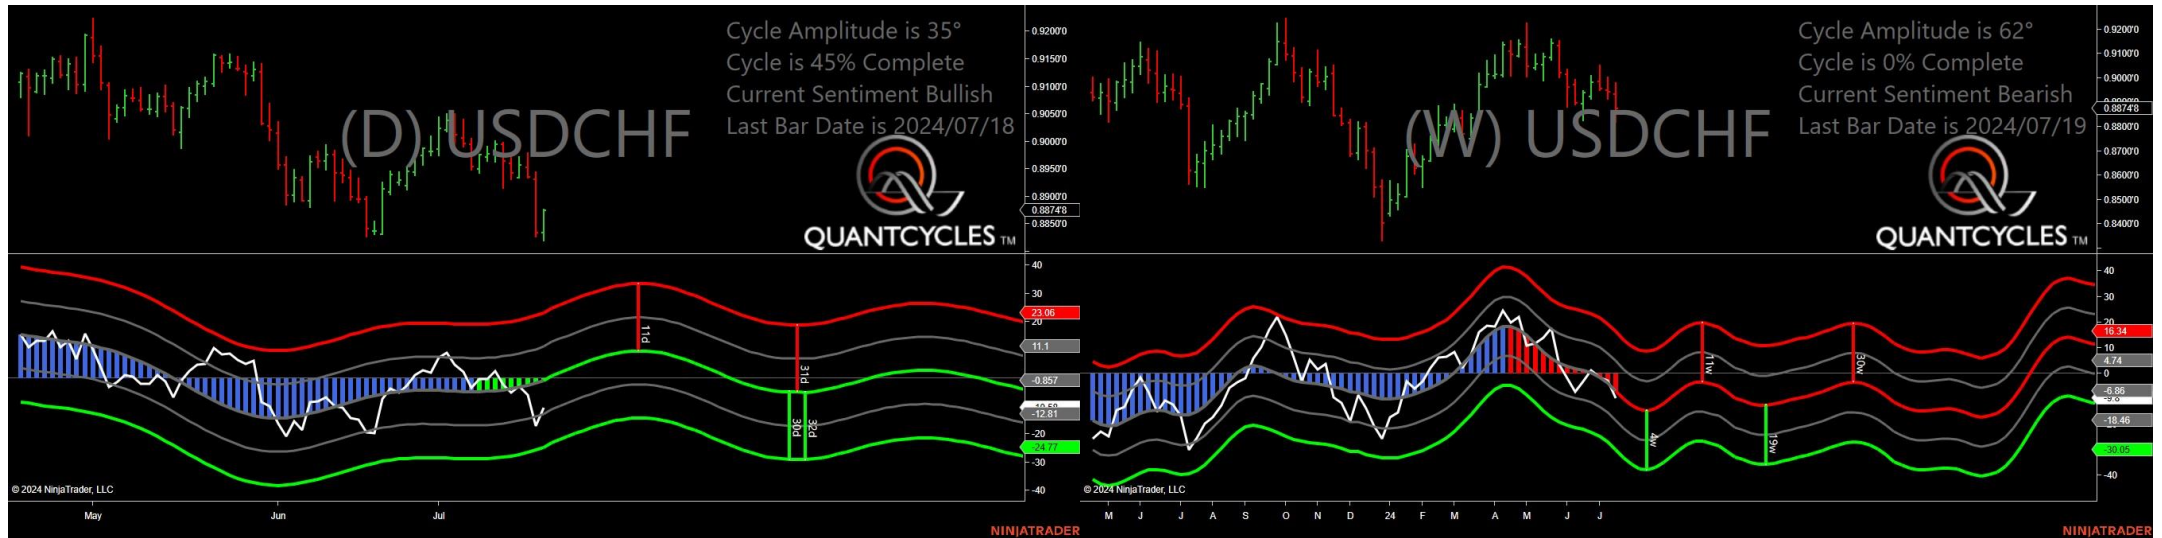 Cycle Amplitude is 35°
Cycle is 45% Complete
Current Sentiment Bullish
Last Bar Date is 2024/07/18
(D) USDCHF
QUANTCYCLES TM
0.9200'0
0.9150'0
0.9100'0
0.9050'0
0.9000'0
0.8950'0
0.8900'0
0.8874'8
0.8850'0
40
30
23.06
20
11.1
-0.857
-12.81
-20
-24.77
-30
-40
11d
31d
30d
32d
© 2024 NinjaTrader, LLC
May
Jun
Jul
NINJATRADER
Cycle Amplitude is 62°
Cycle is 0% Complete
Current Sentiment Bearish
Last Bar Date is 2024/07/19
(W) USDCHF
QUANTCYCLES TM
0.9200'0
0.9100'0
0.9000'0
0.8874'8
0.8800'0
0.8700'0
0.8600'0
0.8500'0
0.8400'0
40
30
20
16.34
10
4.74
0
-6.86
-18.46
-30.05
-40
11w
30w
4w
19w
© 2024 NinjaTrader, LLC
M J J A S O N D 24 F M A M J J
NINJATRADER